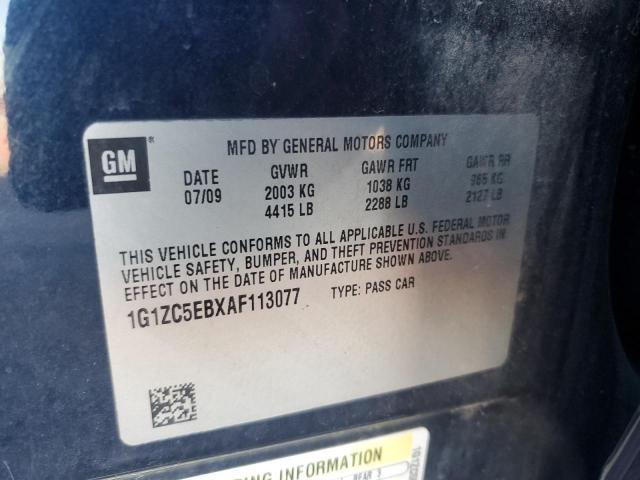 GM
MFD BY GENERAL MOTORS COMPANY
DATE GVWR GAWR FRT GAWR RR
07/09 2003 KG 1038 KG 965 KG
4415 LB 2288 LB 2127 LB
THIS VEHICLE CONFORMS TO ALL APPLICABLE U.S. FEDERAL MOTOR
VEHICLE SAFETY, BUMPER, AND THEFT PREVENTION STANDARDS IN
EFFECT ON THE DATE OF MANUFACTURE SHOWN ABOVE.
1G1ZC5EBXAF113077 TYPE: PASS CAR
INFORMATION
REAR